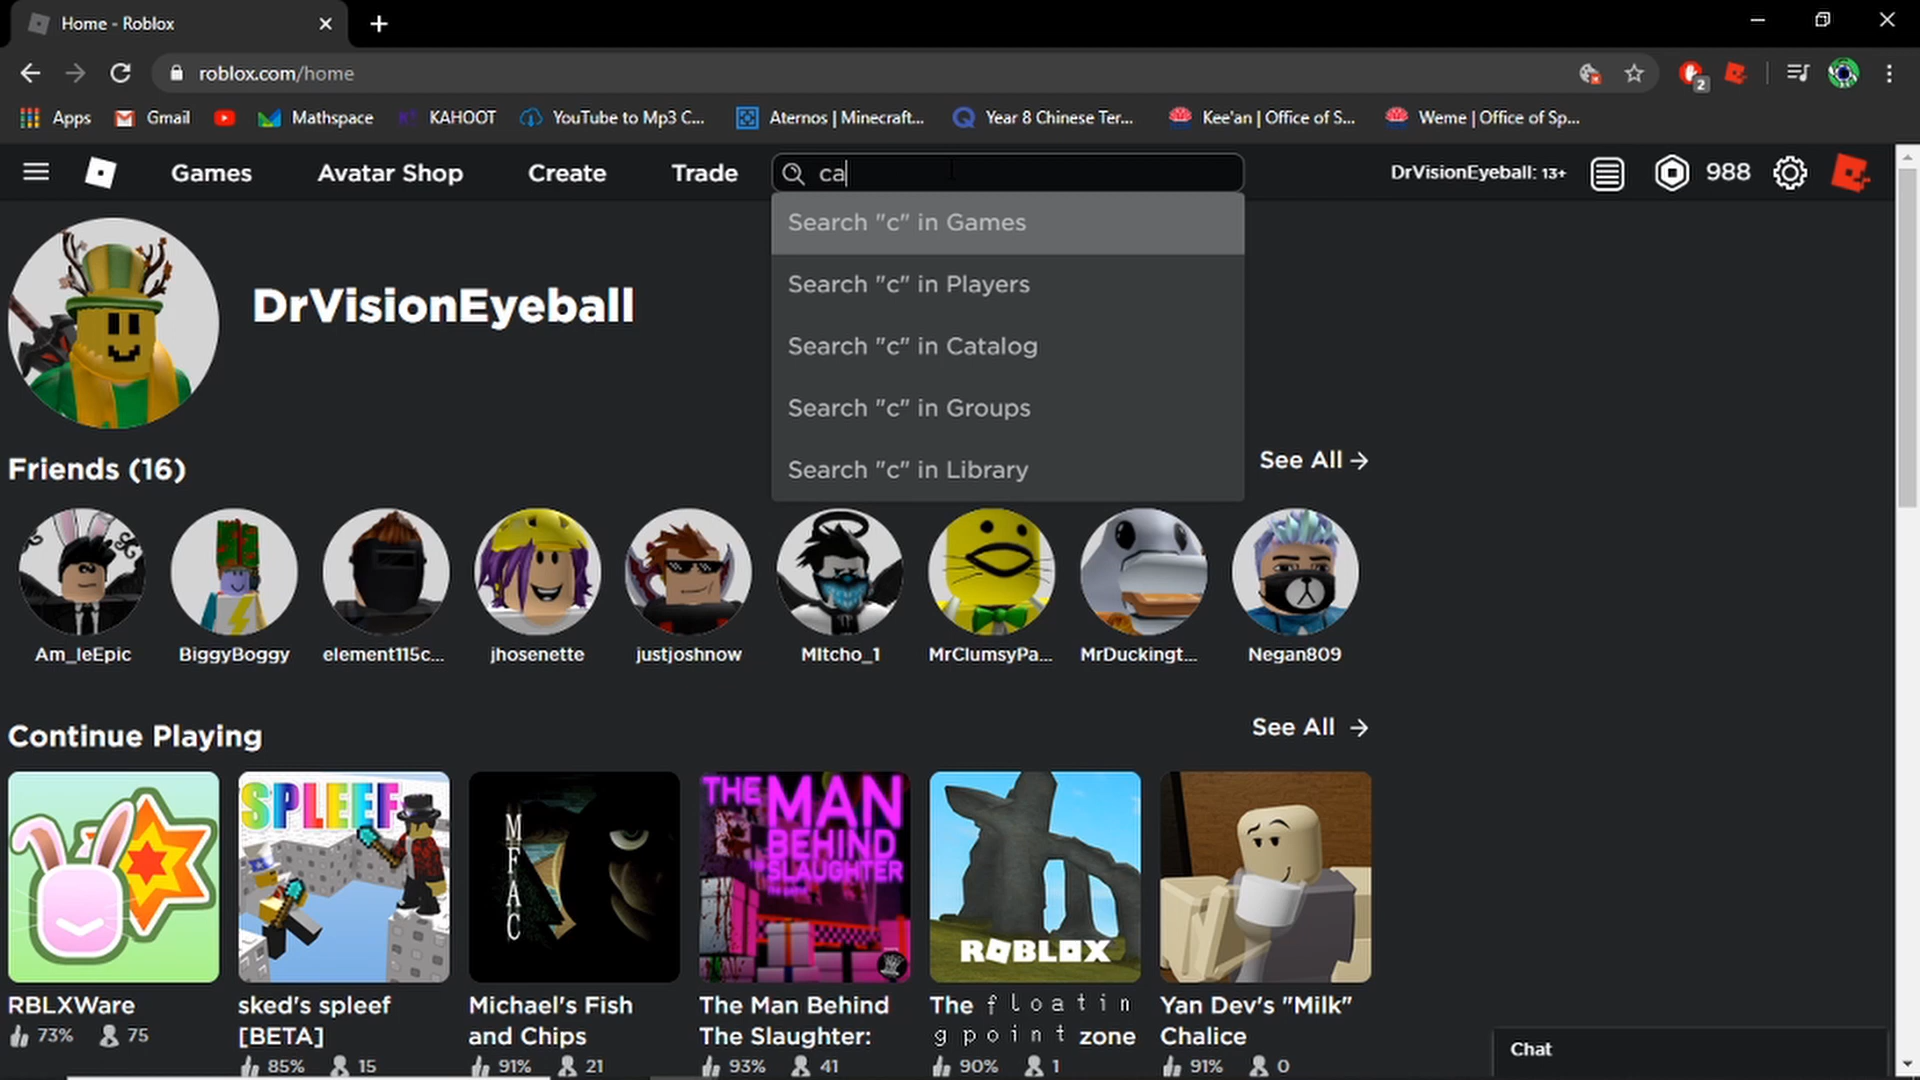 Home - Roblox
roblox.com/home
2
Apps Gmail Mathspace KAHOOT YouTube to Mp3 C... Aternos | Minecraft... Year 8 Chinese Ter... Kee'an | Office of S... Weme | Office of Sp...
Games Avatar Shop Create Trade ca DrVisionEyeball: 13+ 988
Search "c" in Games
Search "c" in Players
Search "c" in Catalog
Search "c" in Groups
Search "c" in Library
DrVisionEyeball
Friends (16) See All →
Am_leEpic BiggyBoggy element115c... jhosenette justjoshnow MItcho_1 MrClumsyPa... MrDuckingt... Negan809
Continue Playing See All →
SPLEEF
MFAC
THE MAN
BEHIND
THE SLAUGHTER
ROBLOX
RBLXWare
73% 75
sked's spleef
[BETA]
85% 15
Michael's Fish
and Chips
91% 21
The Man Behind
The Slaughter:
93% 41
The floatin
gpoint zone
90% 1
Yan Dev's "Milk"
Chalice
91% 0
Chat